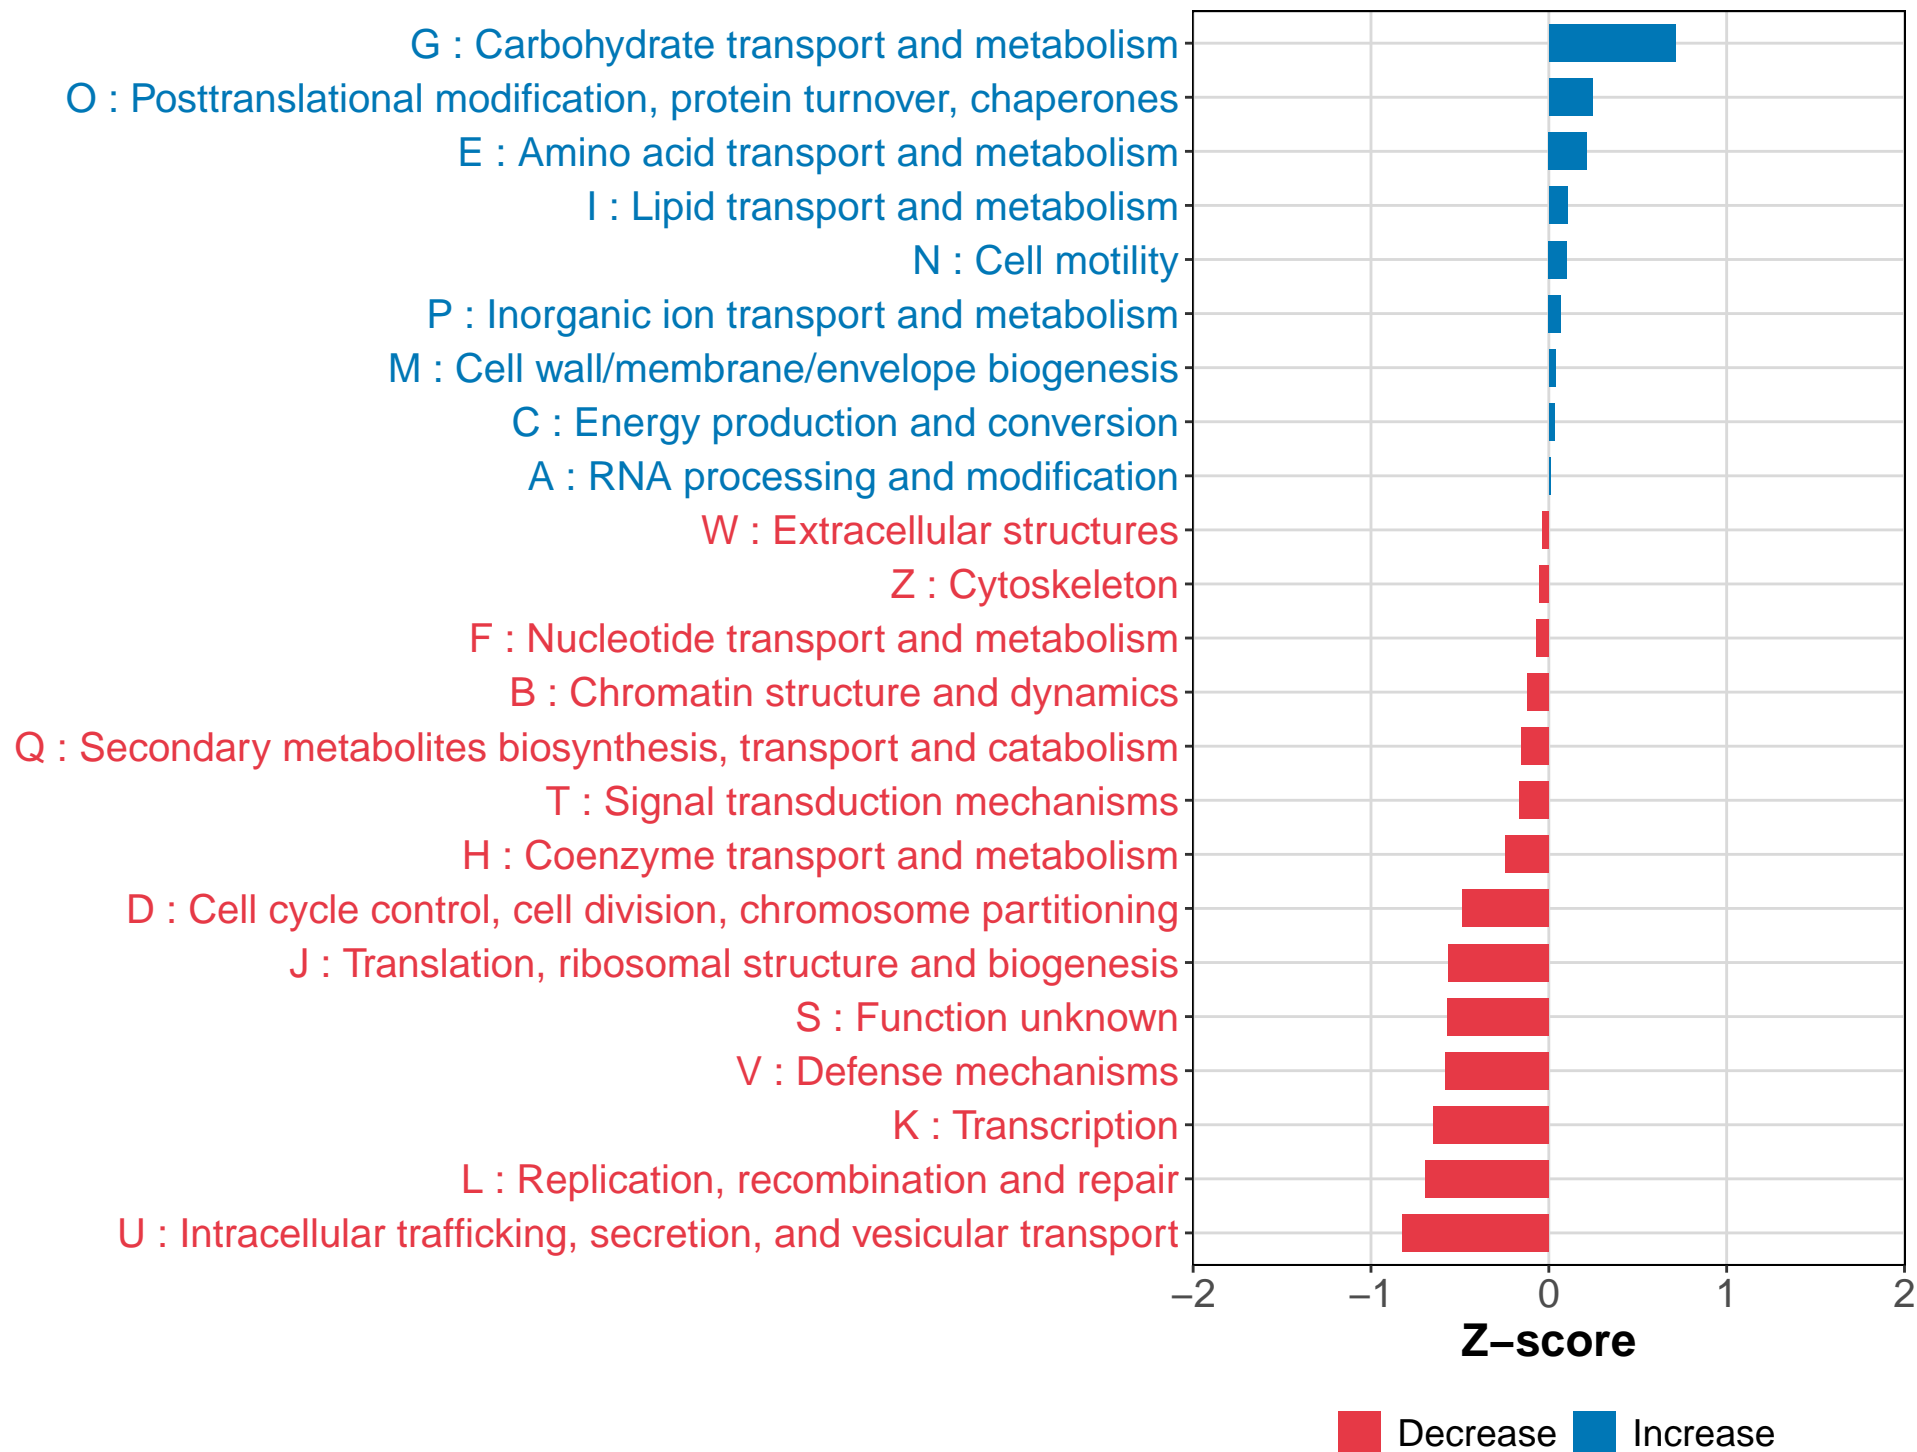 G : Carbohydrate transport and metabolism
O : Posttranslational modification, protein turnover, chaperones
E : Amino acid transport and metabolism
I : Lipid transport and metabolism
N : Cell motility
P : Inorganic ion transport and metabolism
M : Cell wall/membrane/envelope biogenesis
C : Energy production and conversion
A : RNA processing and modification
W : Extracellular structures
Z : Cytoskeleton
F : Nucleotide transport and metabolism
B : Chromatin structure and dynamics
Q : Secondary metabolites biosynthesis, transport and catabolism
T : Signal transduction mechanisms
H : Coenzyme transport and metabolism
D : Cell cycle control, cell division, chromosome partitioning
J : Translation, ribosomal structure and biogenesis
S : Function unknown
V : Defense mechanisms
K : Transcription
L : Replication, recombination and repair
U : Intracellular trafficking, secretion, and vesicular transport
−2 −1 0 1 2
Z−score
Decrease Increase